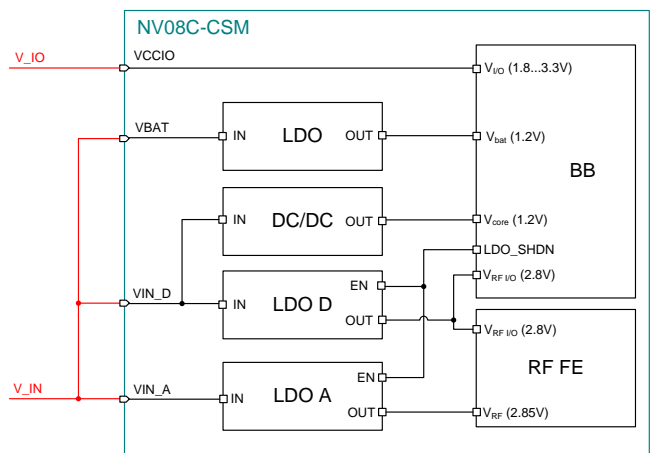 NV08C-CSM
V_IO
VCCIO
V_I/O (1.8...3.3V)
VBAT
IN
LDO
OUT
V_bat (1.2V)
BB
IN
DC/DC
OUT
V_core (1.2V)
LDO_SHDN
EN
V_RF I/O (2.8V)
VIN_D
IN
LDO D
OUT
V_RF I/O (2.8V)
RF FE
EN
V_IN
VIN_A
IN
LDO A
OUT
V_RF (2.85V)